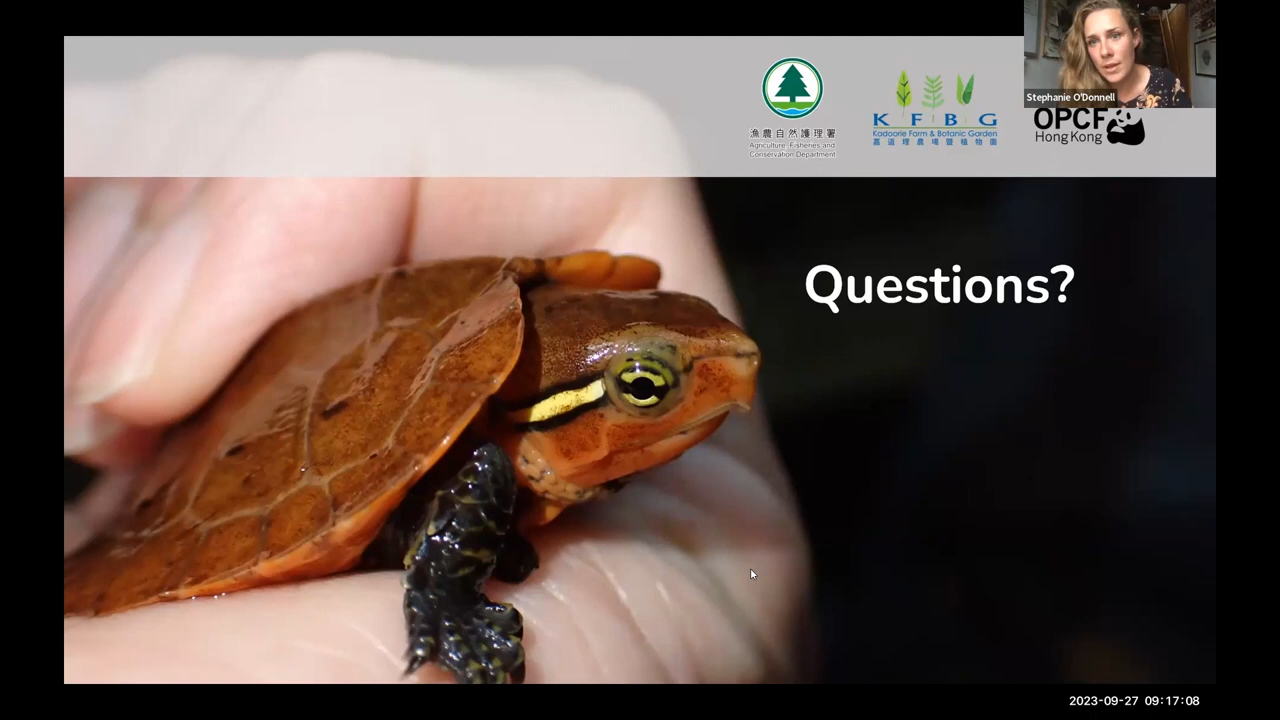 Stephanie O'Donnell
漁農自然護理署
Agriculture, Fisheries and
Conservation Department
K F B G
Kadoorie Farm & Botanic Garden
嘉道理農場暨植物園
OPCF
Hong Kong
Questions?
2023-09-27 09:17:08